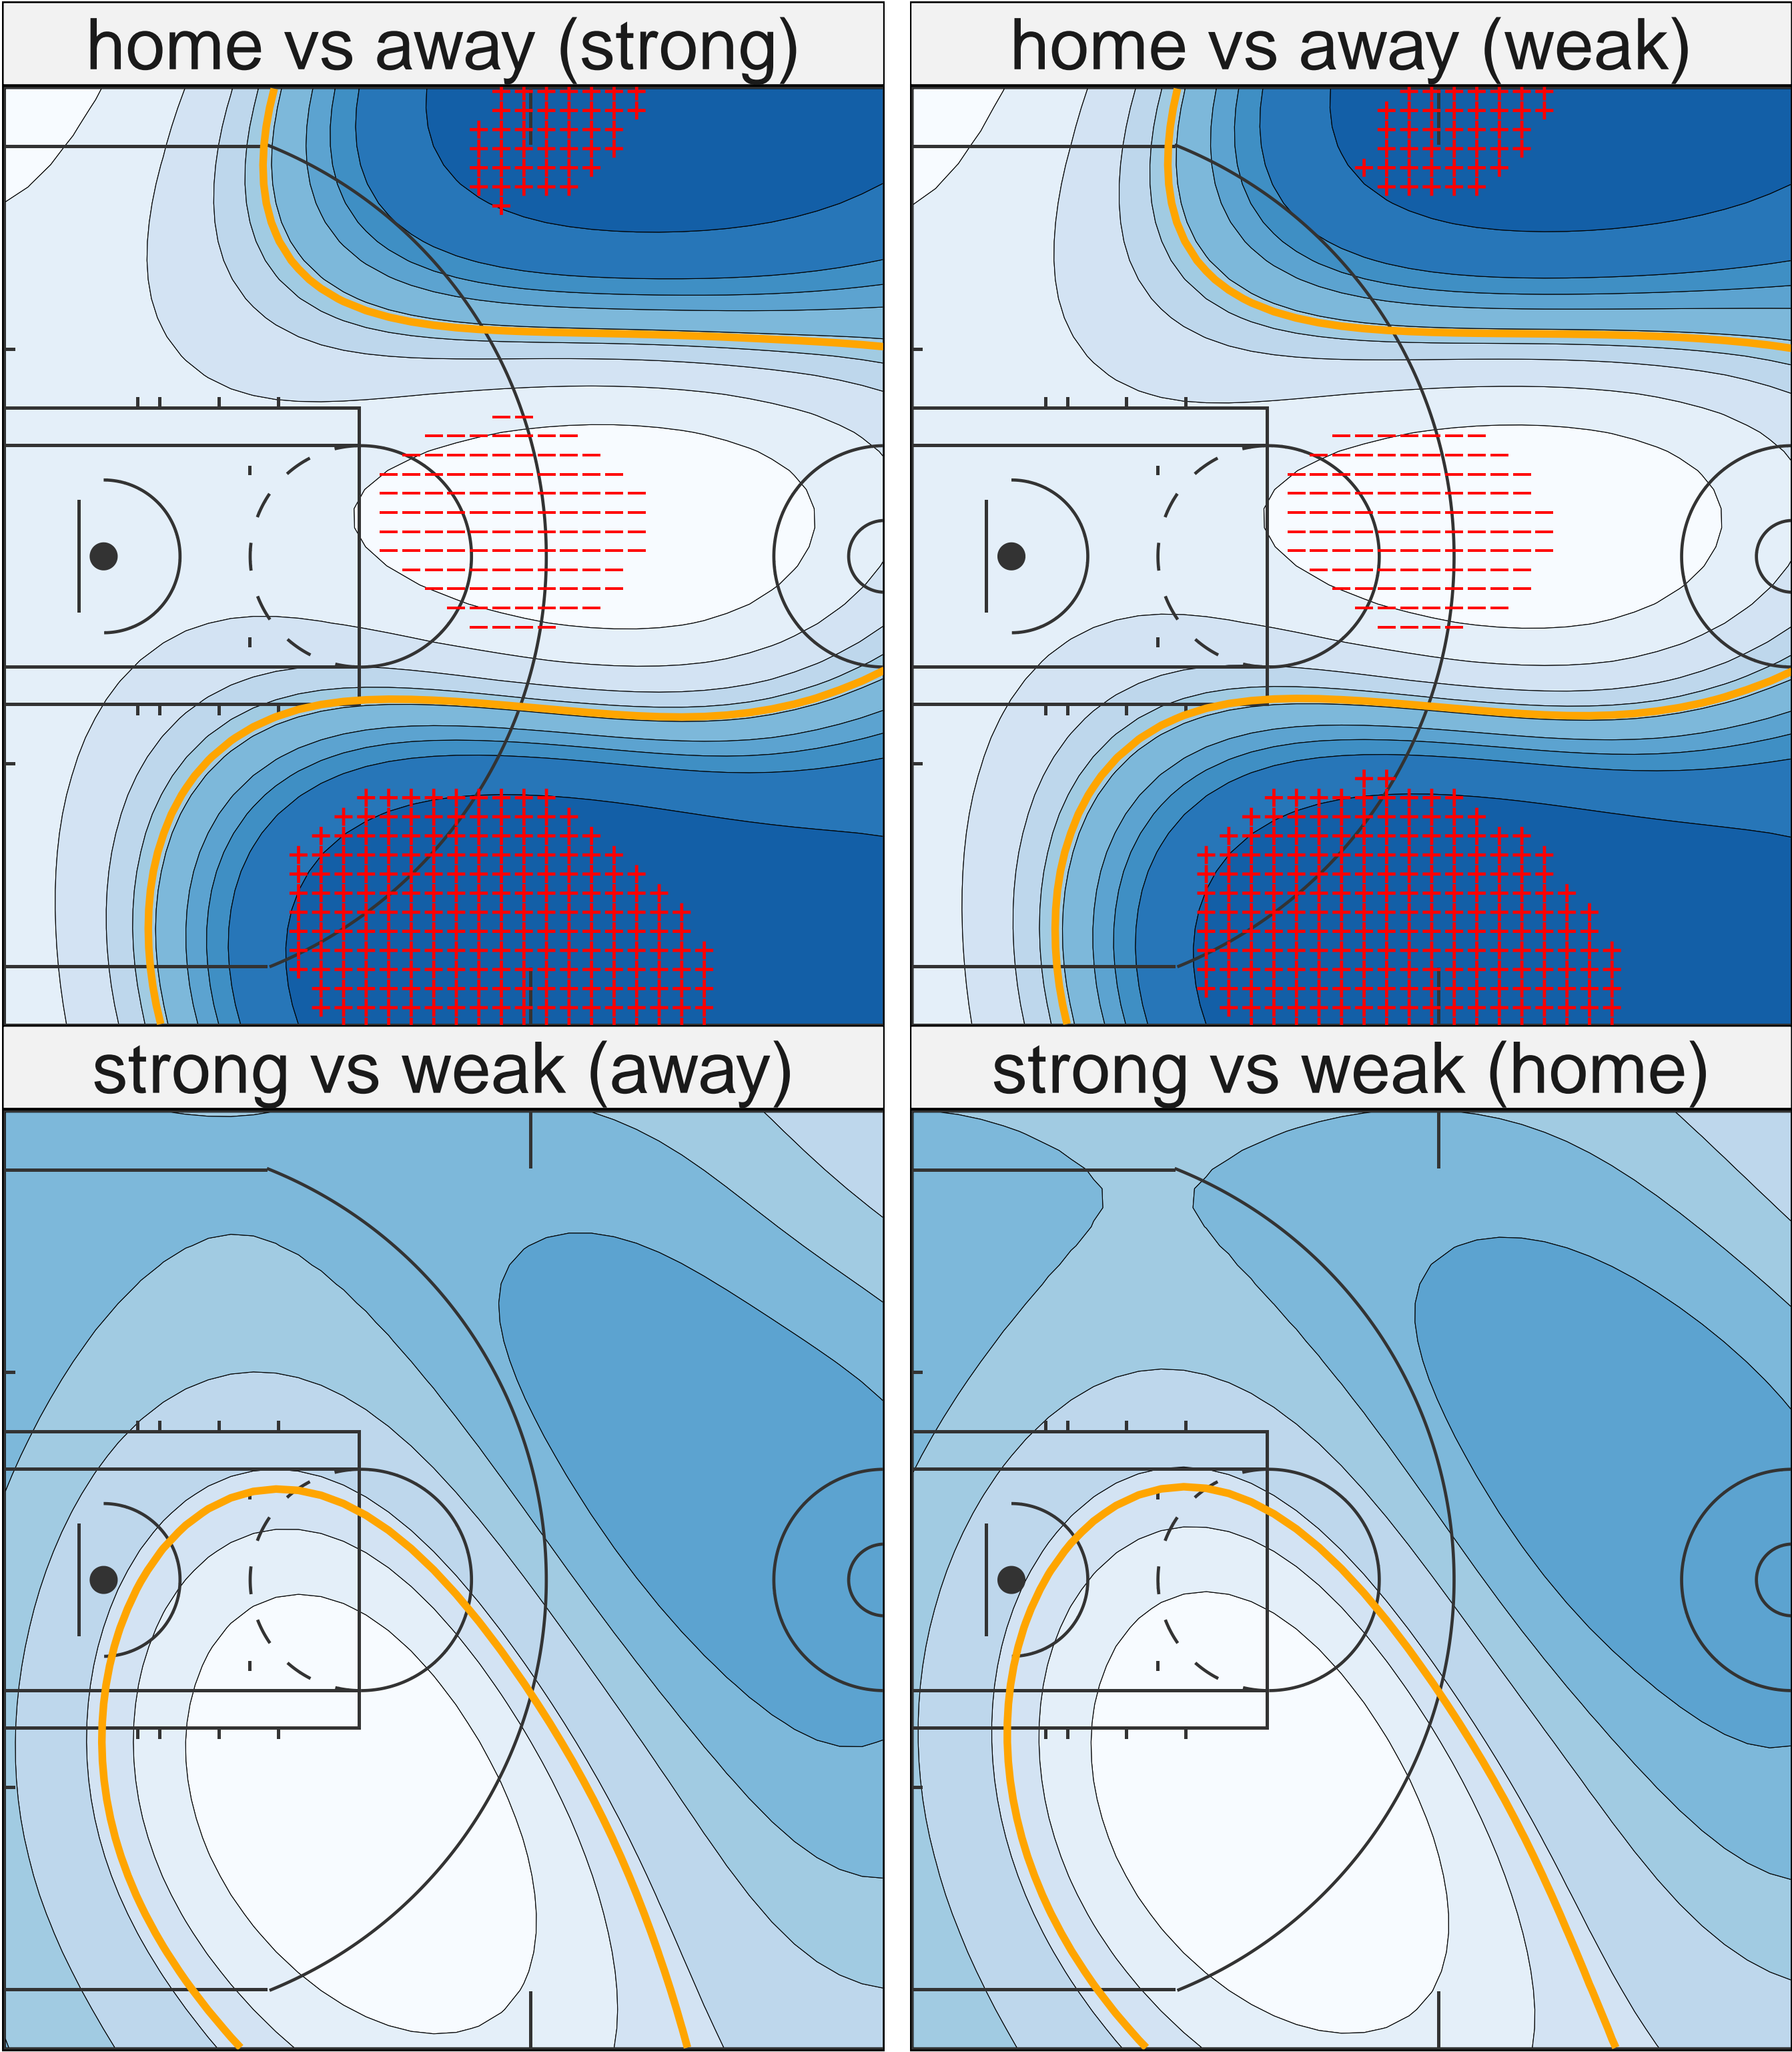 home vs away (strong)
home vs away (weak)
strong vs weak (away)
strong vs weak (home)